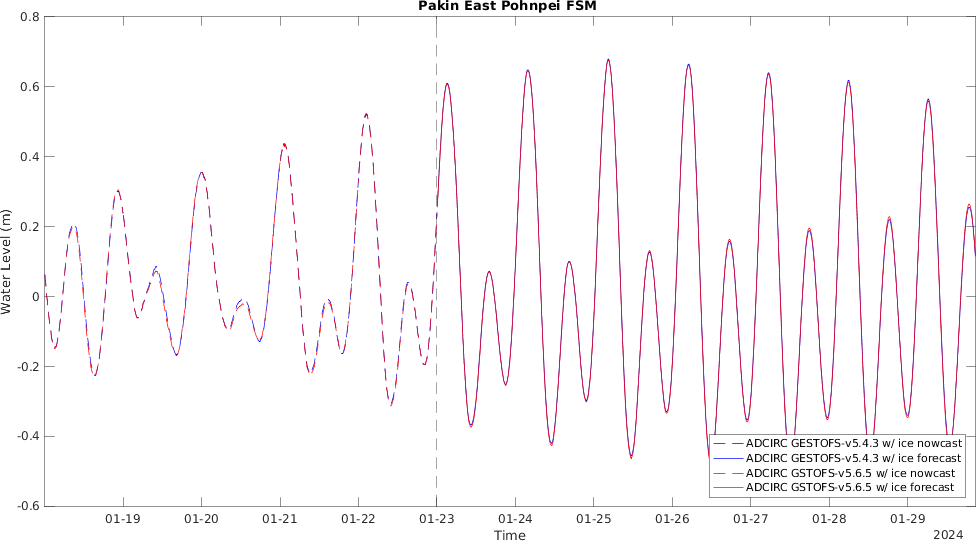 Pakin East Pohnpei FSM
Water Level (m)
0.8
0.6
0.4
0.2
0
-0.2
-0.4
-0.6
01-19
01-20
01-21
01-22
01-23
01-24
01-25
01-26
01-27
01-28
01-29
Time
2024
ADCIRC GESTOFS-v5.4.3 w/ ice nowcast
ADCIRC GESTOFS-v5.4.3 w/ ice forecast
ADCIRC GSTOFS-v5.6.5 w/ ice nowcast
ADCIRC GSTOFS-v5.6.5 w/ ice forecast